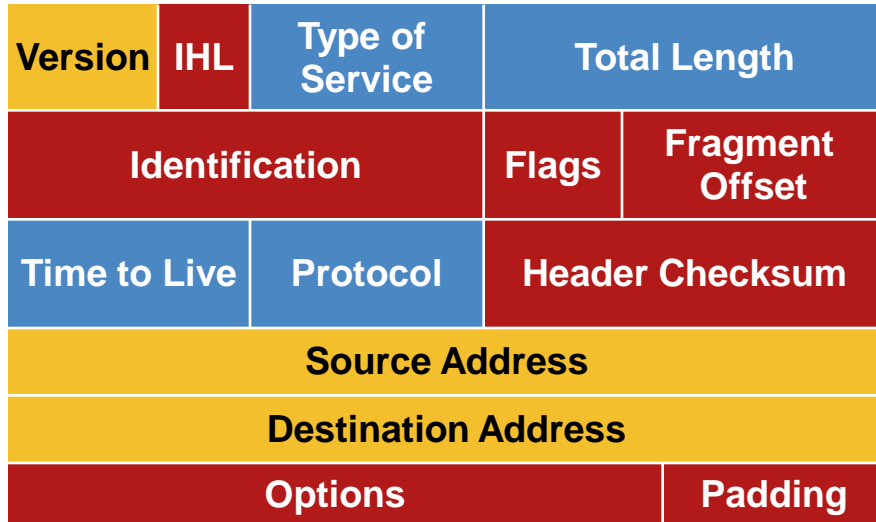 Version IHL Type of Service Total Length
Identification Flags Fragment Offset
Time to Live Protocol Header Checksum
Source Address
Destination Address
Options Padding